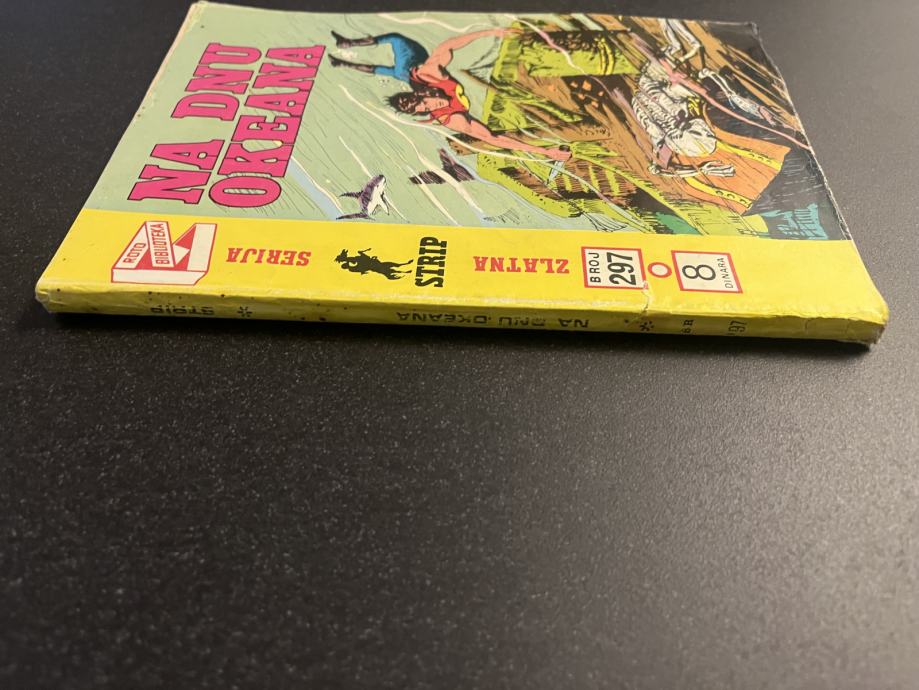 NA DNU
OKEANA
ROTO
BIBLIOTEKA
SERIJA
STRIP
ZLATNA
BROJ
297
8
DINARA
STRIP
NA DNU OKEANA